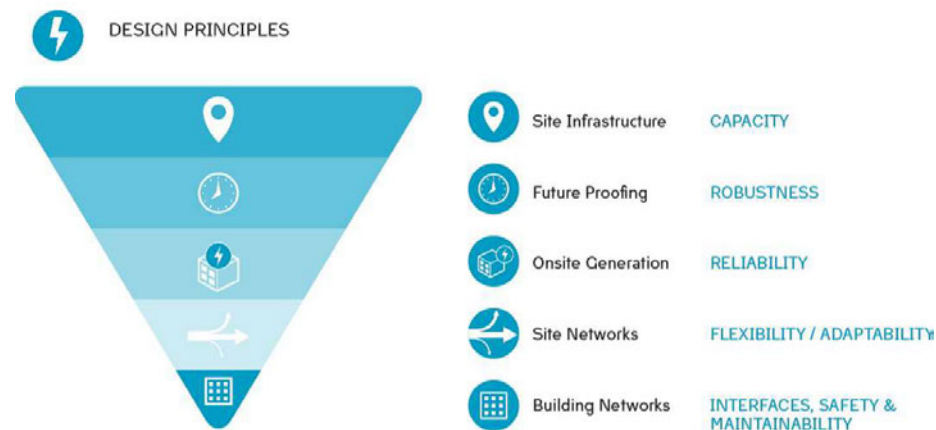 DESIGN PRINCIPLES
Site Infrastructure CAPACITY
Future Proofing ROBUSTNESS
Onsite Generation RELIABILITY
Site Networks FLEXIBILITY / ADAPTABILITY
Building Networks INTERFACES, SAFETY &
MAINTAINABILITY